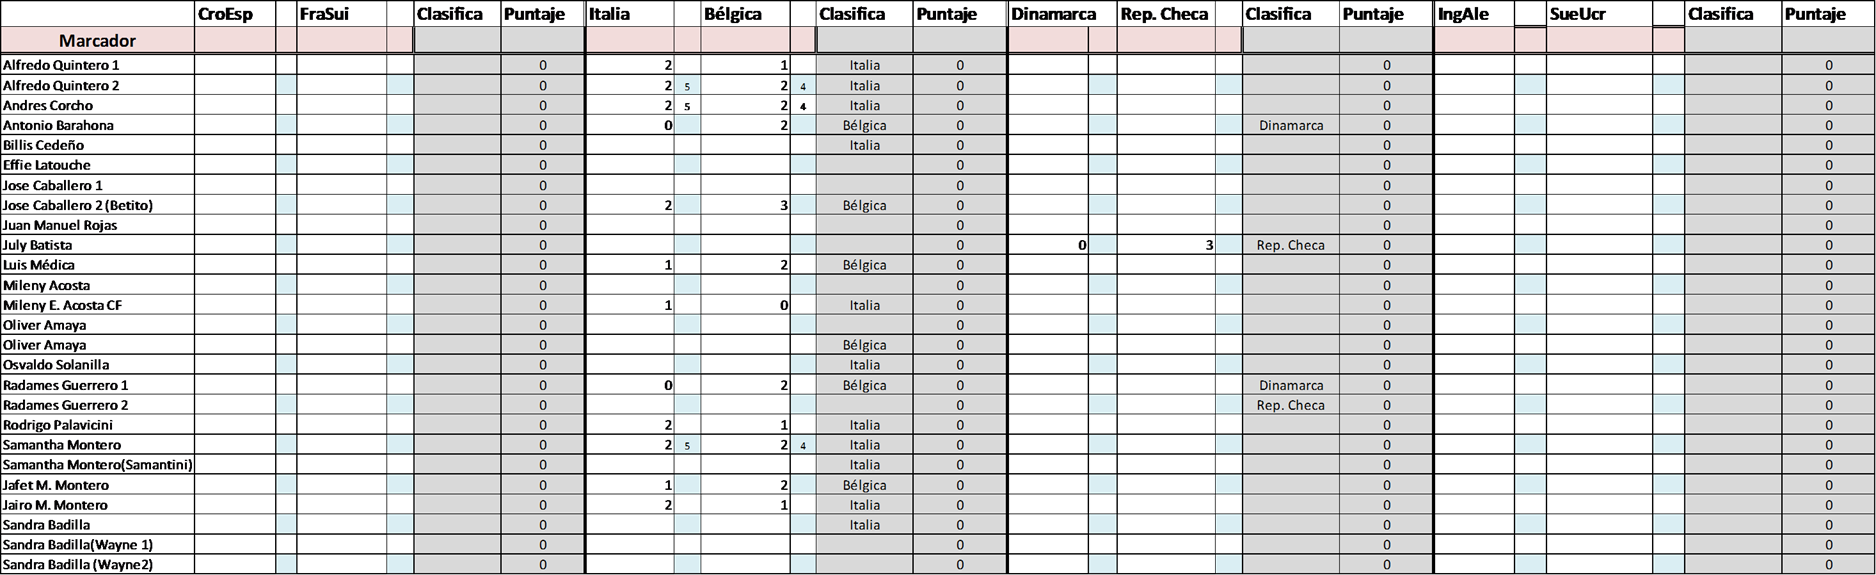 CroEsp FraSui Clasifica Puntaje Italia Bélgica Clasifica Puntaje Dinamarca Rep. Checa Clasifica Puntaje IngAle SueUcr Clasifica Puntaje
Marcador
Alfredo Quintero 1 0 2 1 Italia 0 0 0
Alfredo Quintero 2 0 2 5 2 4 Italia 0 0 0
Andres Corcho 0 2 5 2 4 Italia 0 0 0
Antonio Barahona 0 0 2 Bélgica 0 Dinamarca 0 0
Billis Cedeño 0 Italia 0 0 0
Effie Latouche 0 0 0 0
Jose Caballero 1 0 0 0 0
Jose Caballero 2 (Betito) 0 2 3 Bélgica 0 0 0
Juan Manuel Rojas 0 0 0 0
July Batista 0 0 0 3 Rep. Checa 0 0
Luis Médica 0 1 2 Bélgica 0 0 0
Mileny Acosta 0 0 0 0
Mileny E. Acosta CF 0 1 0 Italia 0 0 0
Oliver Amaya 0 0 0 0
Oliver Amaya 0 Bélgica 0 0 0
Osvaldo Solanilla 0 Italia 0 0 0
Radames Guerrero 1 0 0 2 Bélgica 0 Dinamarca 0 0
Radames Guerrero 2 0 0 Rep. Checa 0 0
Rodrigo Palavicini 0 2 1 Italia 0 0 0
Samantha Montero 0 2 5 2 4 Italia 0 0 0
Samantha Montero(Samantini) 0 Italia 0 0 0
Jafet M. Montero 0 1 2 Bélgica 0 0 0
Jairo M. Montero 0 2 1 Italia 0 0 0
Sandra Badilla 0 Italia 0 0 0
Sandra Badilla(Wayne 1) 0 0 0 0
Sandra Badilla (Wayne2) 0 0 0 0